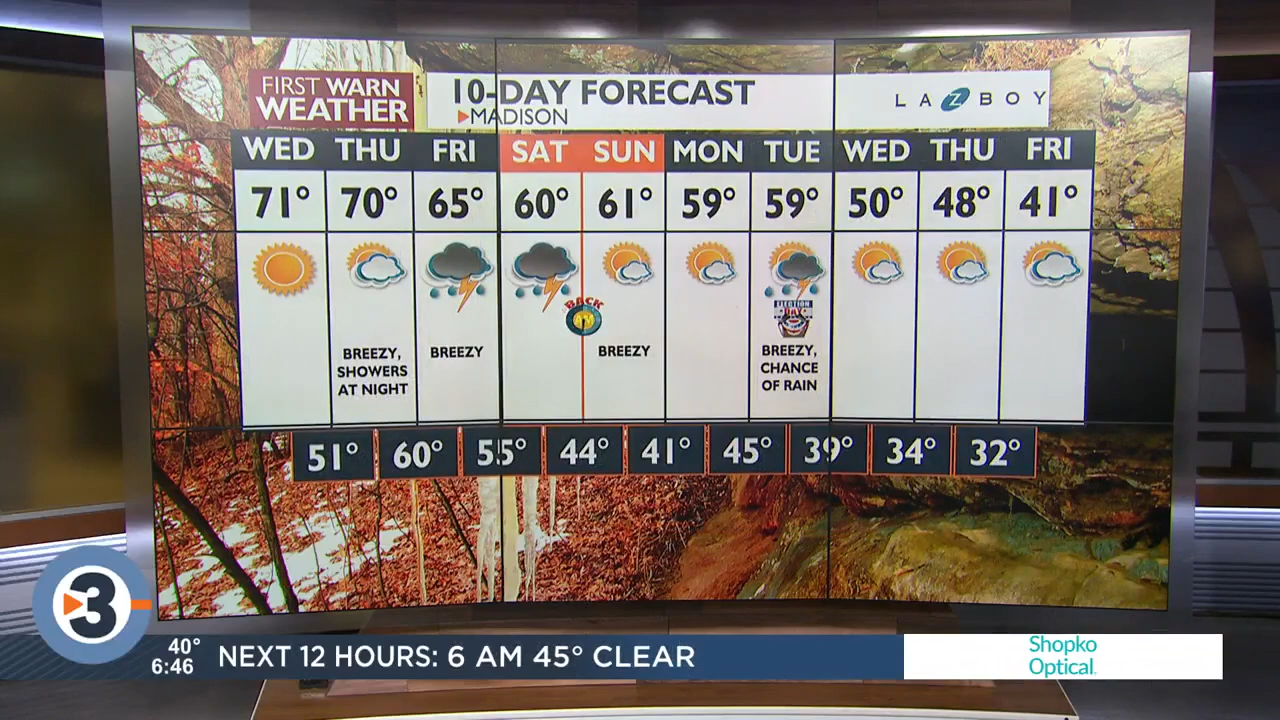 FIRST WARN
WEATHER
10-DAY FORECAST
MADISON
LA Z BOY
WED THU FRI SAT SUN MON TUE WED THU FRI
71° 70° 65° 60° 61° 59° 59° 50° 48° 41°
BACK
ELECTION
DAY
BREEZY,
SHOWERS
AT NIGHT
BREEZY
BREEZY
BREEZY,
CHANCE
OF RAIN
51° 60° 55° 44° 41° 45° 39° 34° 32°
3
40°
6:46
NEXT 12 HOURS: 6 AM 45° CLEAR
Shopko
Optical